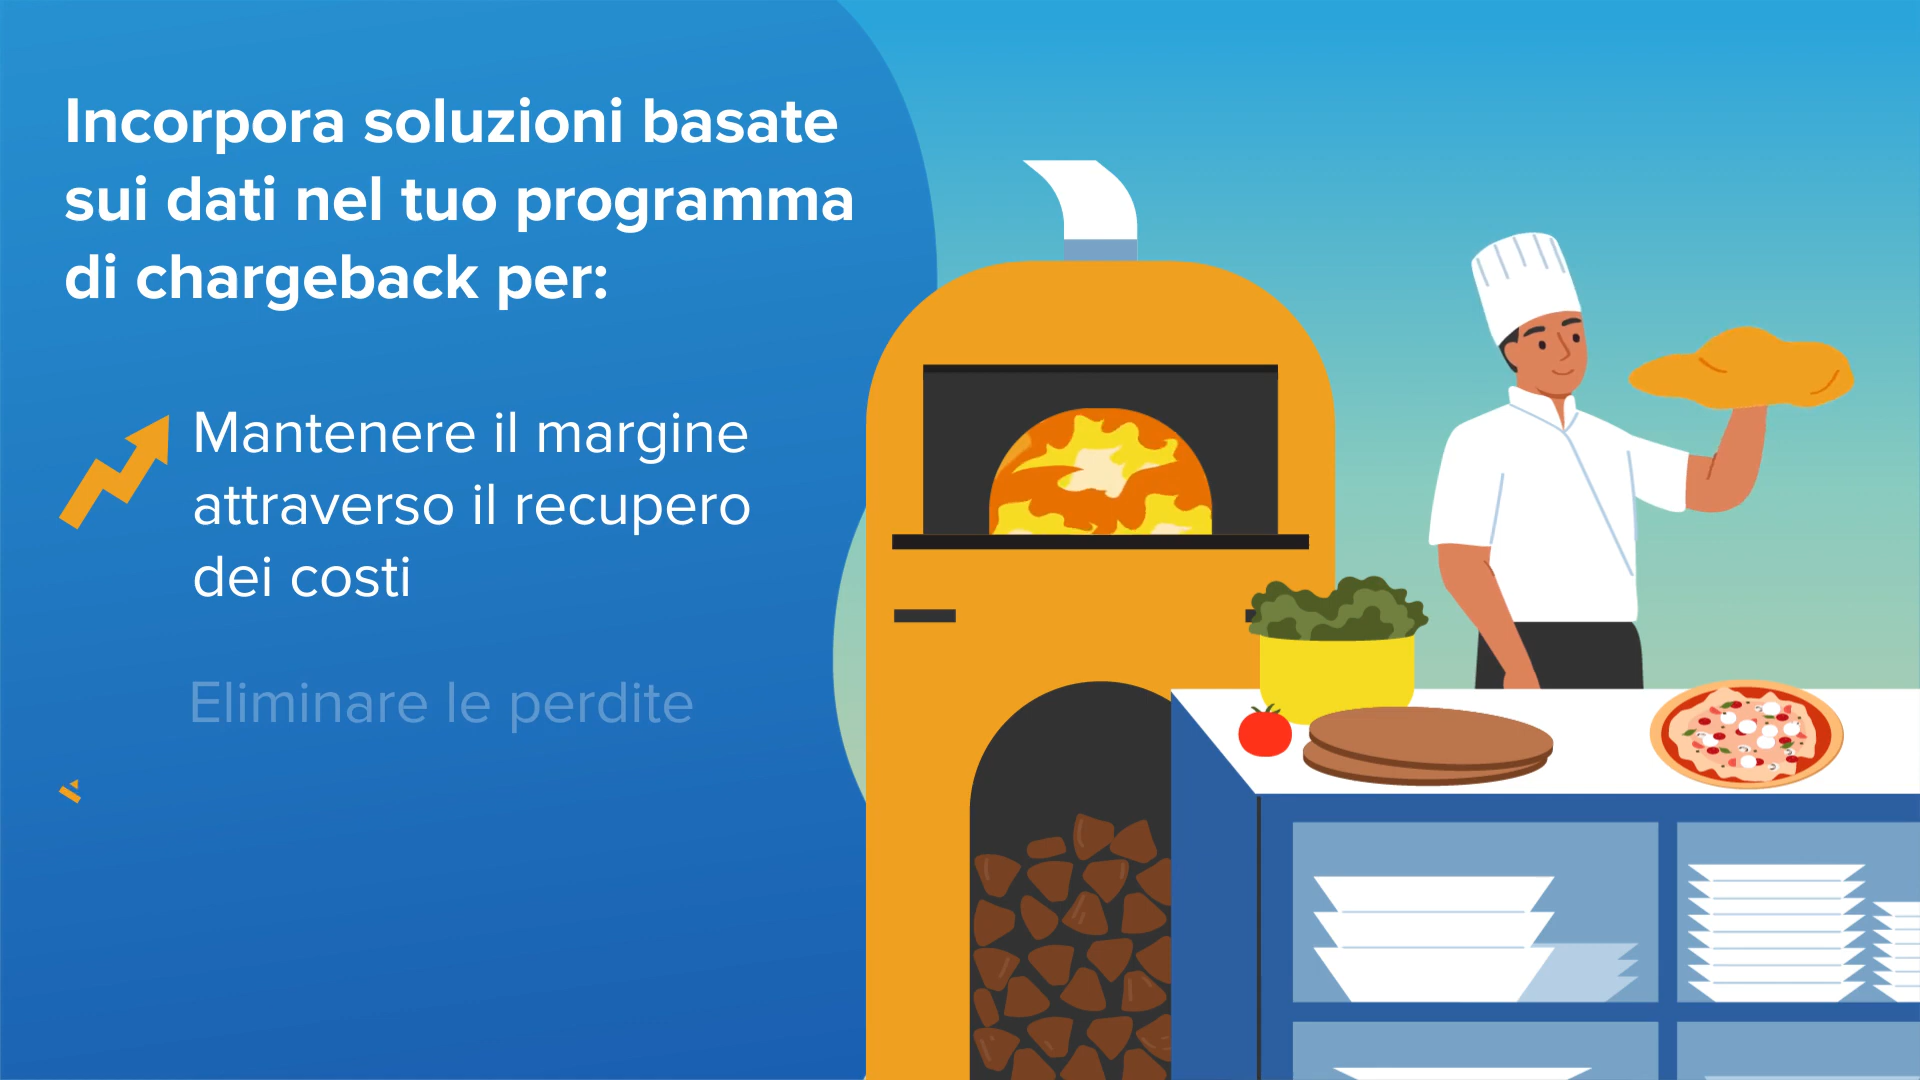 Incorpora soluzioni basate
sui dati nel tuo programma
di chargeback per:
Mantenere il margine
attraverso il recupero
dei costi
Eliminare le perdite